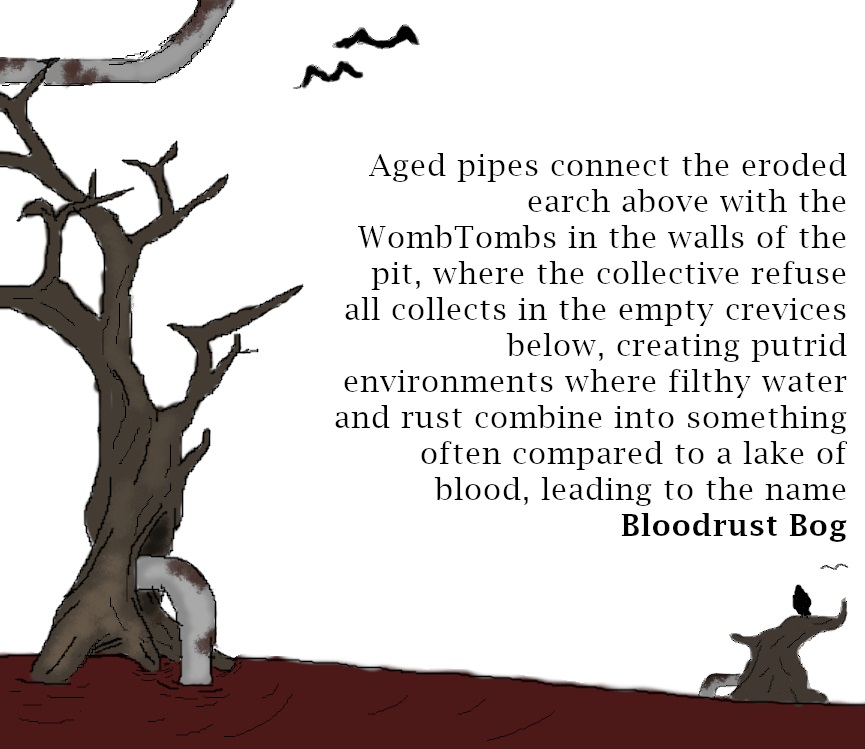 Aged pipes connect the eroded
earch above with the
WombTombs in the walls of the
pit, where the collective refuse
all collects in the empty crevices
below, creating putrid
environments where filthy water
and rust combine into something
often compared to a lake of
blood, leading to the name
Bloodrust Bog